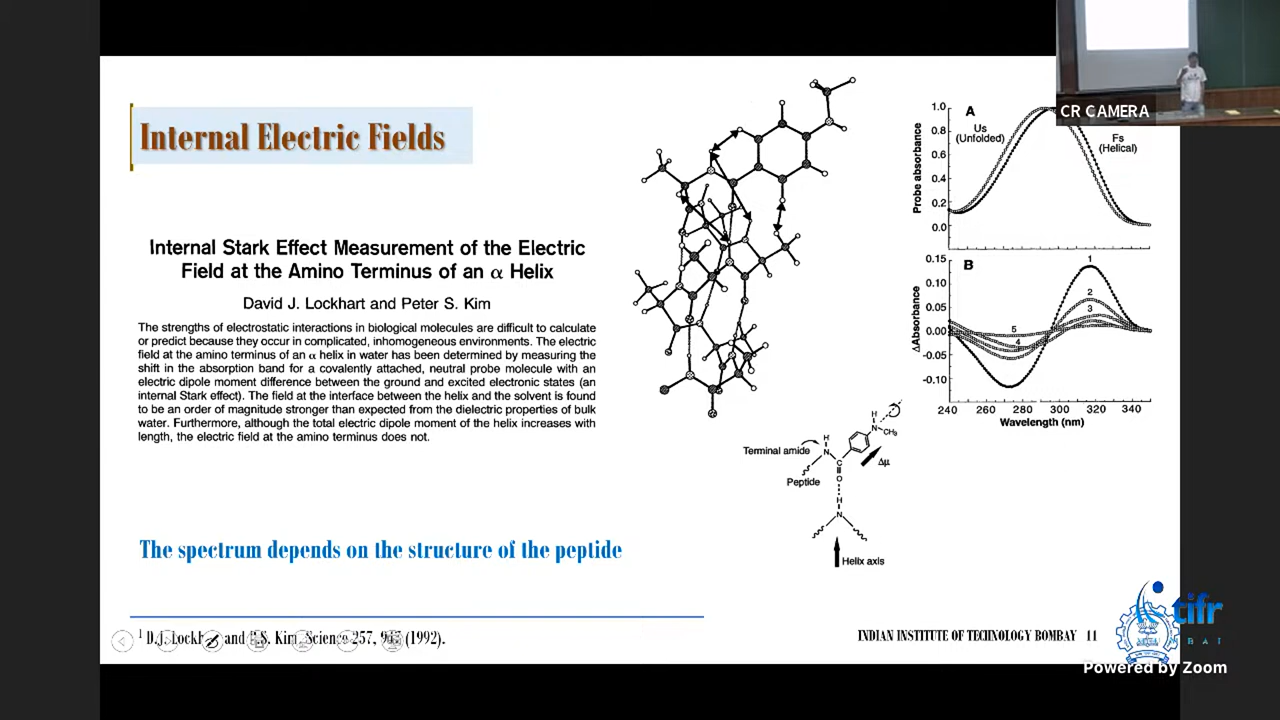 CR CAMERA
Internal Electric Fields
Internal Stark Effect Measurement of the Electric
Field at the Amino Terminus of an α Helix
David J. Lockhart and Peter S. Kim
The strengths of electrostatic interactions in biological molecules are difficult to calculate
or predict because they occur in complicated, inhomogeneous environments. The electric
field at the amino terminus of an α helix in water has been determined by measuring the
shift in the absorption band for a covalently attached, neutral probe molecule with an
electric dipole moment difference between the ground and excited electronic states (an
internal Stark effect). The field at the interface between the helix and the solvent is found
to be an order of magnitude stronger than expected from the dielectric properties of bulk
water. Furthermore, although the total electric dipole moment of the helix increases with
length, the electric field at the amino terminus does not.
The spectrum depends on the structure of the peptide
A
Us
(Unfolded)
Fs
(Helical)
Probe absorbance
1.0
0.8
0.6
0.4
0.2
0.0
B
ΔAbsorbance
0.15
0.10
0.05
0.00
-0.05
-0.10
1
2
3
4
5
240 260 280 300 320 340
Wavelength (nm)
H
N
CH₃
Δμ
Terminal amide
H
N
C
O
Peptide
H
N
Helix axis
1 D.J. Lockhart and P.S. Kim, Science 257, (1992).
INDIAN INSTITUTE OF TECHNOLOGY BOMBAY 11
tifr
Powered by Zoom